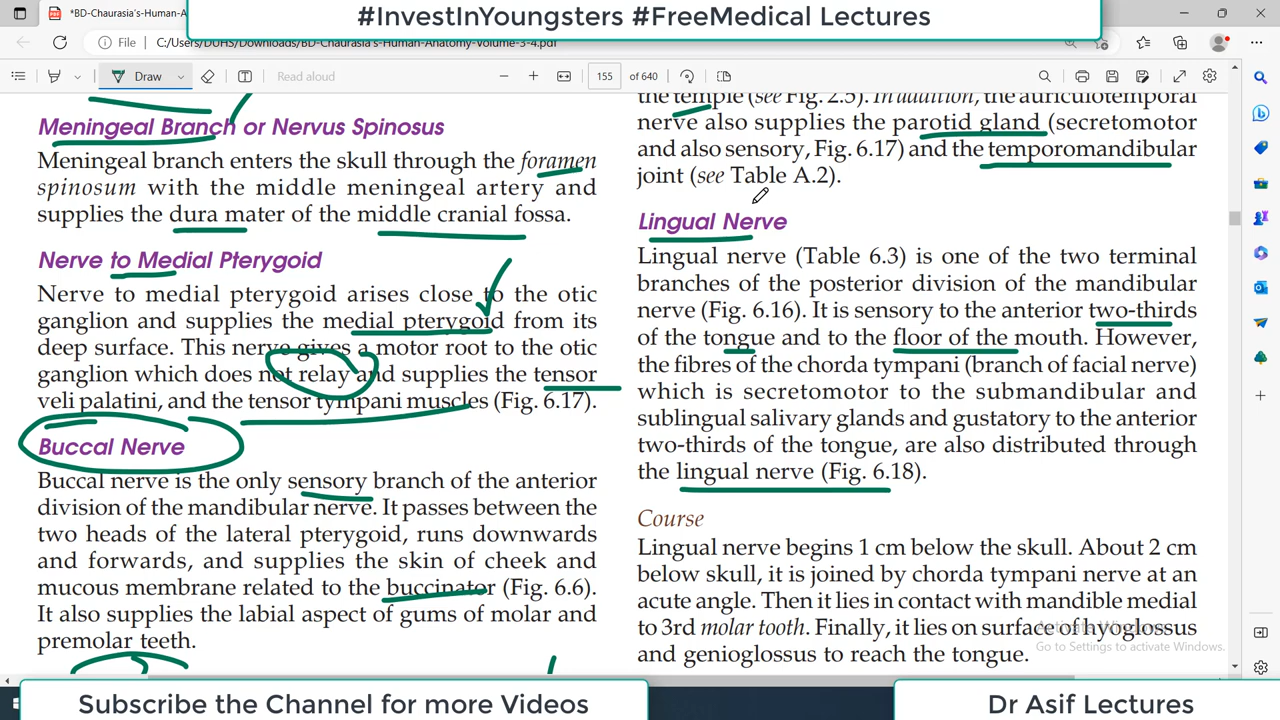 #InvestInYoungsters #FreeMedical Lectures
*BD-Chaurasia's-Human-A
File
C:/Users/DUHS/Downloads/BD-Chaurasia's-Human-Anatomy-Volume-3-4.pdf
Draw
Read aloud
155 of 640
Meningeal Branch or Nervus Spinosus
Meningeal branch enters the skull through the foramen
spinosum with the middle meningeal artery and
supplies the dura mater of the middle cranial fossa.
Nerve to Medial Pterygoid
Nerve to medial pterygoid arises close to the otic
ganglion and supplies the medial pterygoid from its
deep surface. This nerve gives a motor root to the otic
ganglion which does not relay and supplies the tensor
veli palatini, and the tensor tympani muscles (Fig. 6.17).
Buccal Nerve
Buccal nerve is the only sensory branch of the anterior
division of the mandibular nerve. It passes between the
two heads of the lateral pterygoid, runs downwards
and forwards, and supplies the skin of cheek and
mucous membrane related to the buccinator (Fig. 6.6).
It also supplies the labial aspect of gums of molar and
premolar teeth.
the temple (see Fig. 2.5). In addition, the auriculotemporal
nerve also supplies the parotid gland (secretomotor
and also sensory, Fig. 6.17) and the temporomandibular
joint (see Table A.2).
Lingual Nerve
Lingual nerve (Table 6.3) is one of the two terminal
branches of the posterior division of the mandibular
nerve (Fig. 6.16). It is sensory to the anterior two-thirds
of the tongue and to the floor of the mouth. However,
the fibres of the chorda tympani (branch of facial nerve)
which is secretomotor to the submandibular and
sublingual salivary glands and gustatory to the anterior
two-thirds of the tongue, are also distributed through
the lingual nerve (Fig. 6.18).
Course
Lingual nerve begins 1 cm below the skull. About 2 cm
below skull, it is joined by chorda tympani nerve at an
acute angle. Then it lies in contact with mandible medial
to 3rd molar tooth. Finally, it lies on surface of hyoglossus
and genioglossus to reach the tongue.
Activate Windows
Go to Settings to activate Windows.
Subscribe the Channel for more Videos
Dr Asif Lectures